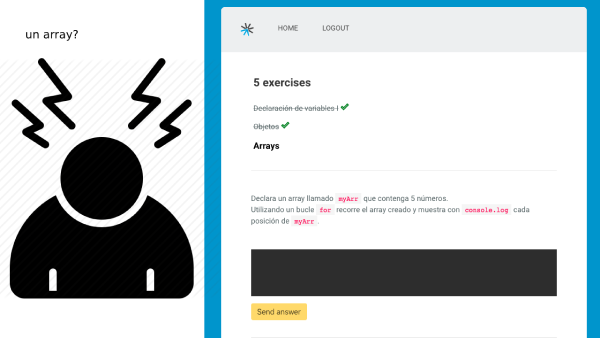 un array?
HOME LOGOUT
5 exercises
Declaración de variables I
Objetos
Arrays
Declara un array llamado myArr que contenga 5 números.
Utilizando un bucle for recorre el array creado y muestra con console.log cada
posición de myArr.
Send answer